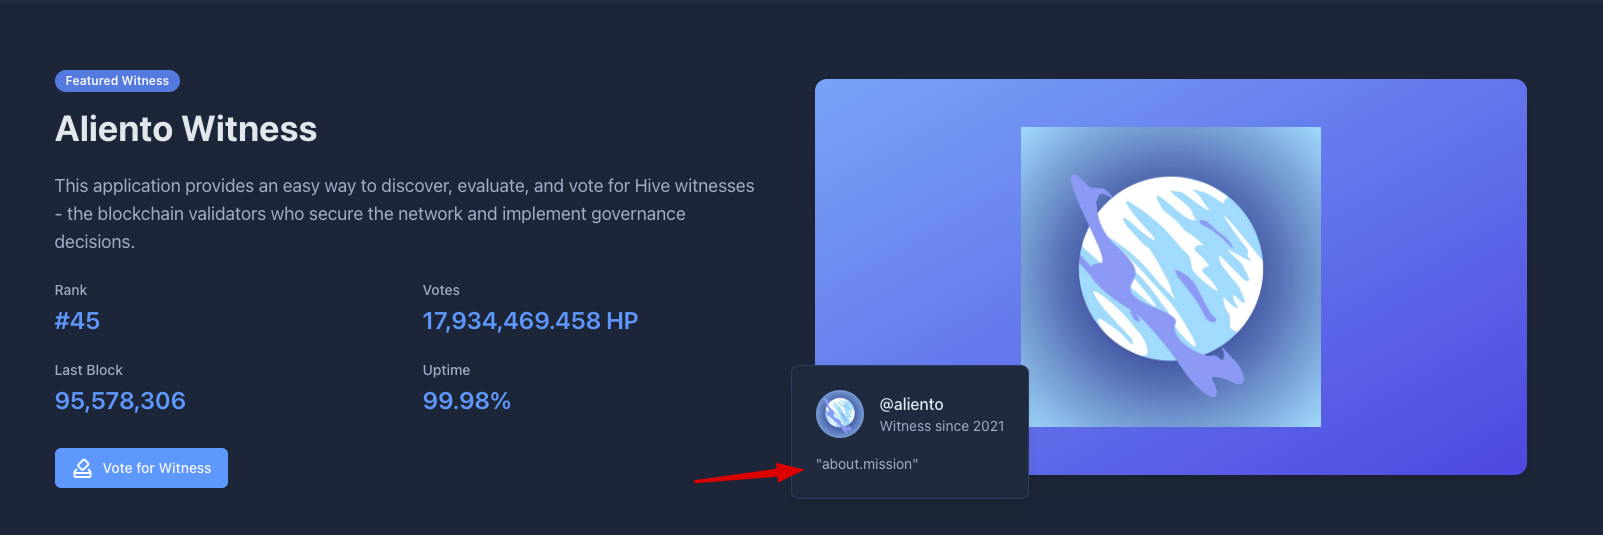 Featured Witness
Aliento Witness
This application provides an easy way to discover, evaluate, and vote for Hive witnesses
- the blockchain validators who secure the network and implement governance
decisions.
Rank
#45
Votes
17,934,469.458 HP
Last Block
95,578,306
Uptime
99.98%
Vote for Witness
@aliento
Witness since 2021
"about.mission"